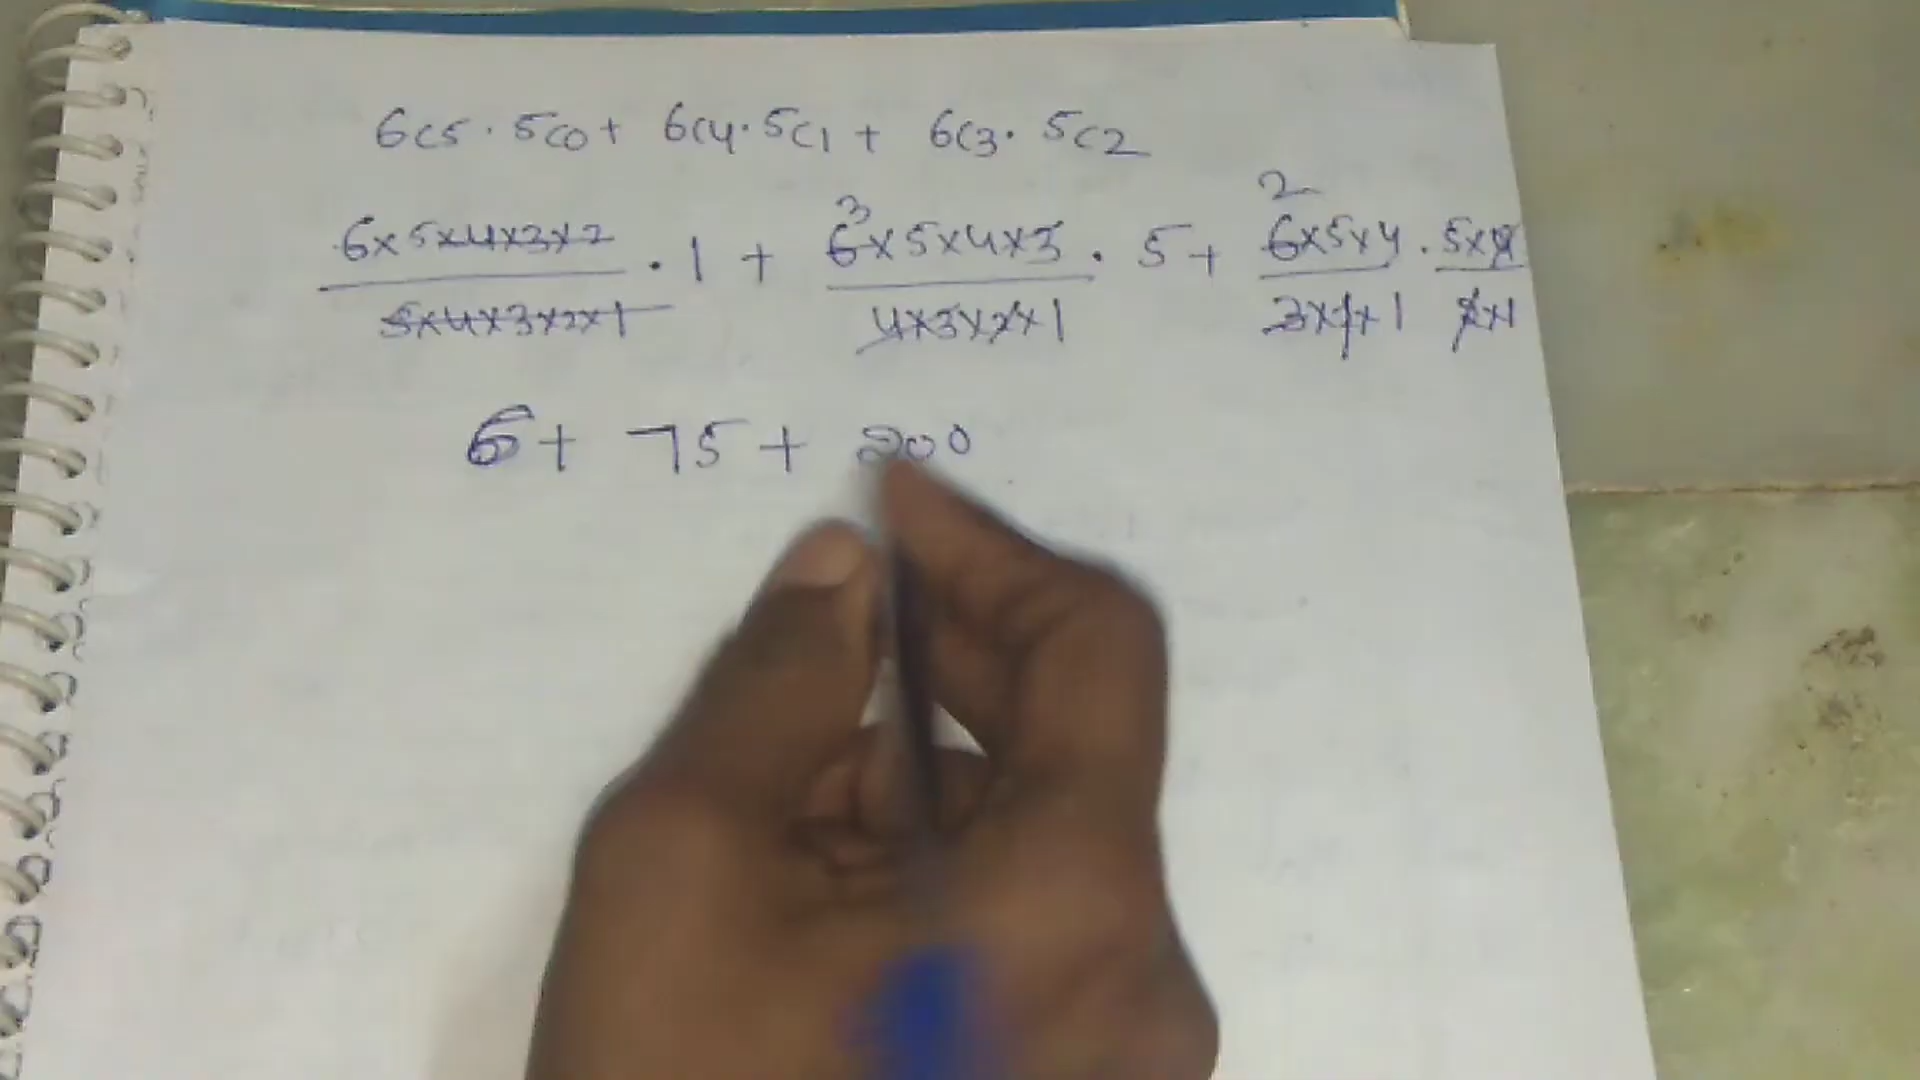 6C5 · 5C0 + 6C4 · 5C1 + 6C3 · 5C2
3 2
6×5×4×3×2 · 1 + 6×5×4×3 · 5 + 6×5×4 · 5×4
5×4×3×2×1 4×3×2×1 3×2×1 2×1
6 + 75 + 200